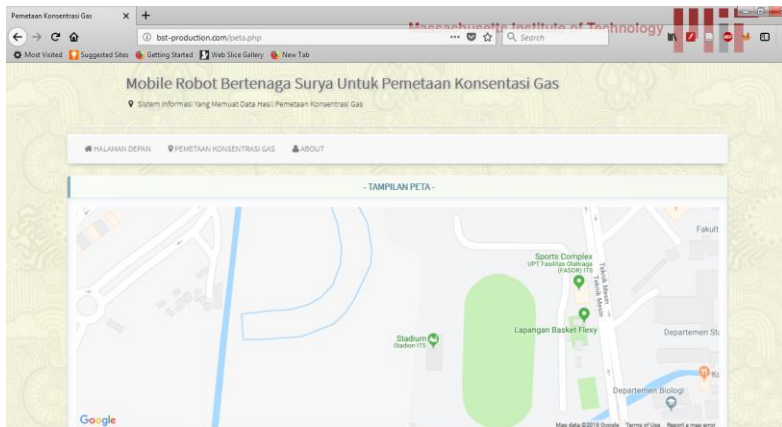 Pemetaan Konsentrasi Gas
Massachusetts Institute of Technology
bst-production.com/peta.php
Search
Most Visited
Suggested Sites
Getting Started
Web Slice Gallery
New Tab
Mobile Robot Bertenaga Surya Untuk Pemetaan Konsentasi Gas
Sistem Informasi Yang Memuat Data Hasil Pemetaan Konsentrasi Gas
HALAMAN DEPAN
PEMETAAN KONSENTRASI GAS
ABOUT
- TAMPILAN PETA -
Fakult
Sports Complex
UPT Fasilitas Olahraga
(FASOR) ITS
Teknik Mesin
Teknik Mesin
Lapangan Basket Flexy
Stadium
Stadion ITS
Departemen
Departemen Biologi
Google
Map data ©2018 Google
Terms of Use
Report a map error